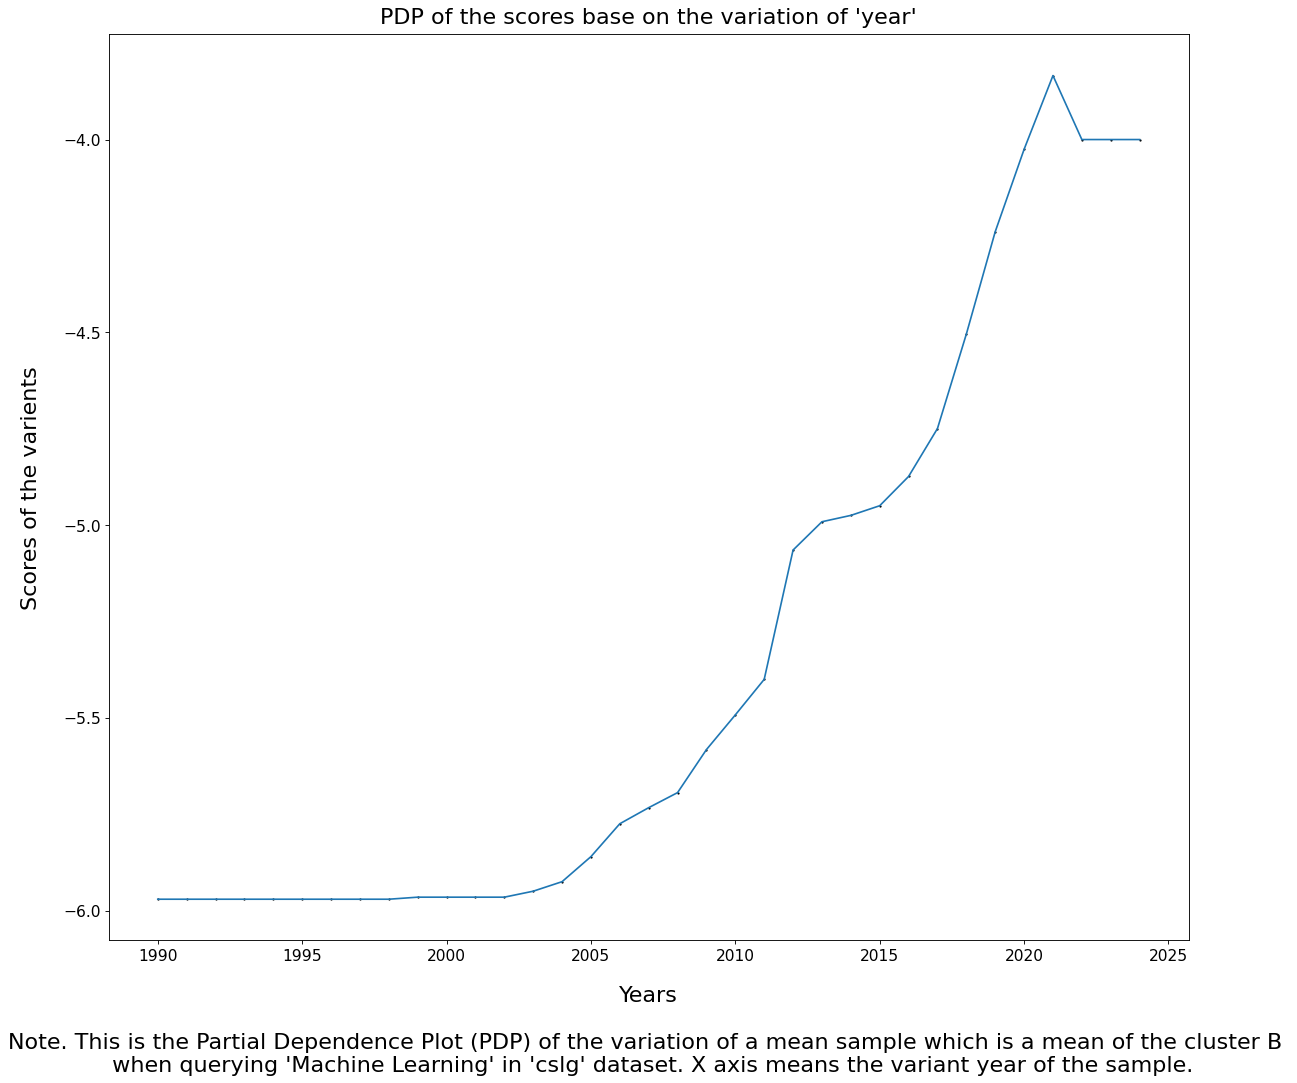 PDP of the scores base on the variation of 'year'
Scores of the varients
−4.0
−4.5
−5.0
−5.5
−6.0
1990 1995 2000 2005 2010 2015 2020 2025
Years
Note. This is the Partial Dependence Plot (PDP) of the variation of a mean sample which is a mean of the cluster B
when querying 'Machine Learning' in 'cslg' dataset. X axis means the variant year of the sample.